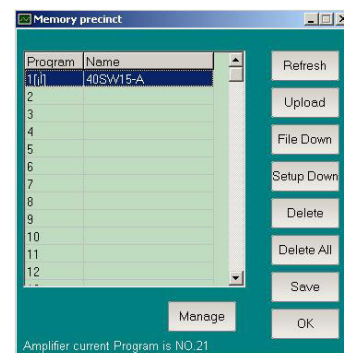 Memory precinct
Program Name
1[j] 40SW15-A
2
3
4
5
6
7
8
9
10
11
12
Refresh
Upload
File Down
Setup Down
Delete
Delete All
Save
Manage
OK
Amplifier current Program is NO.21